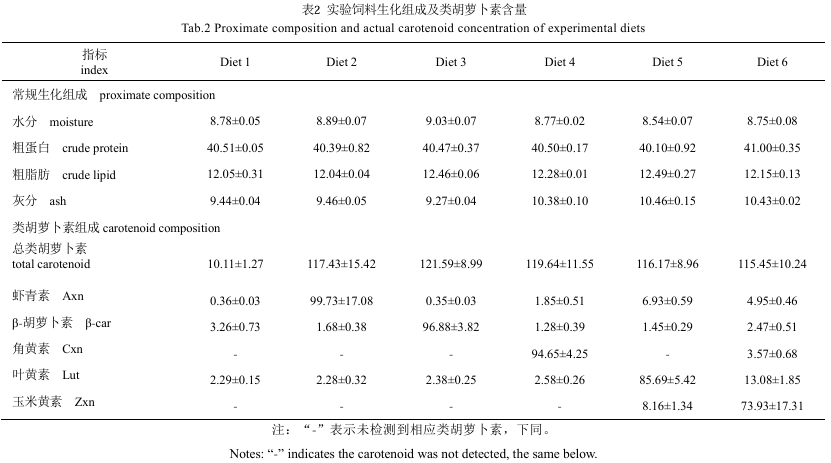 表2 实验饲料生化组成及类胡萝卜素含量
Tab.2 Proximate composition and actual carotenoid concentration of experimental diets
指标
index Diet 1 Diet 2 Diet 3 Diet 4 Diet 5 Diet 6
常规生化组成 proximate composition
水分 moisture 8.78±0.05 8.89±0.07 9.03±0.07 8.77±0.02 8.54±0.07 8.75±0.08
粗蛋白 crude protein 40.51±0.05 40.39±0.82 40.47±0.37 40.50±0.17 40.10±0.92 41.00±0.35
粗脂肪 crude lipid 12.05±0.31 12.04±0.04 12.46±0.06 12.28±0.01 12.49±0.27 12.15±0.13
灰分 ash 9.44±0.04 9.46±0.05 9.27±0.04 10.38±0.10 10.46±0.15 10.43±0.02
类胡萝卜素组成 carotenoid composition
总类胡萝卜素
total carotenoid 10.11±1.27 117.43±15.42 121.59±8.99 119.64±11.55 116.17±8.96 115.45±10.24
虾青素 Axn 0.36±0.03 99.73±17.08 0.35±0.03 1.85±0.51 6.93±0.59 4.95±0.46
β-胡萝卜素 β-car 3.26±0.73 1.68±0.38 96.88±3.82 1.28±0.39 1.45±0.29 2.47±0.51
角黄素 Cxn - - - 94.65±4.25 - 3.57±0.68
叶黄素 Lut 2.29±0.15 2.28±0.32 2.38±0.25 2.58±0.26 85.69±5.42 13.08±1.85
玉米黄素 Zxn - - - - 8.16±1.34 73.93±17.31
注：“-”表示未检测到相应类胡萝卜素，下同。
Notes: “-” indicates the carotenoid was not detected, the same below.